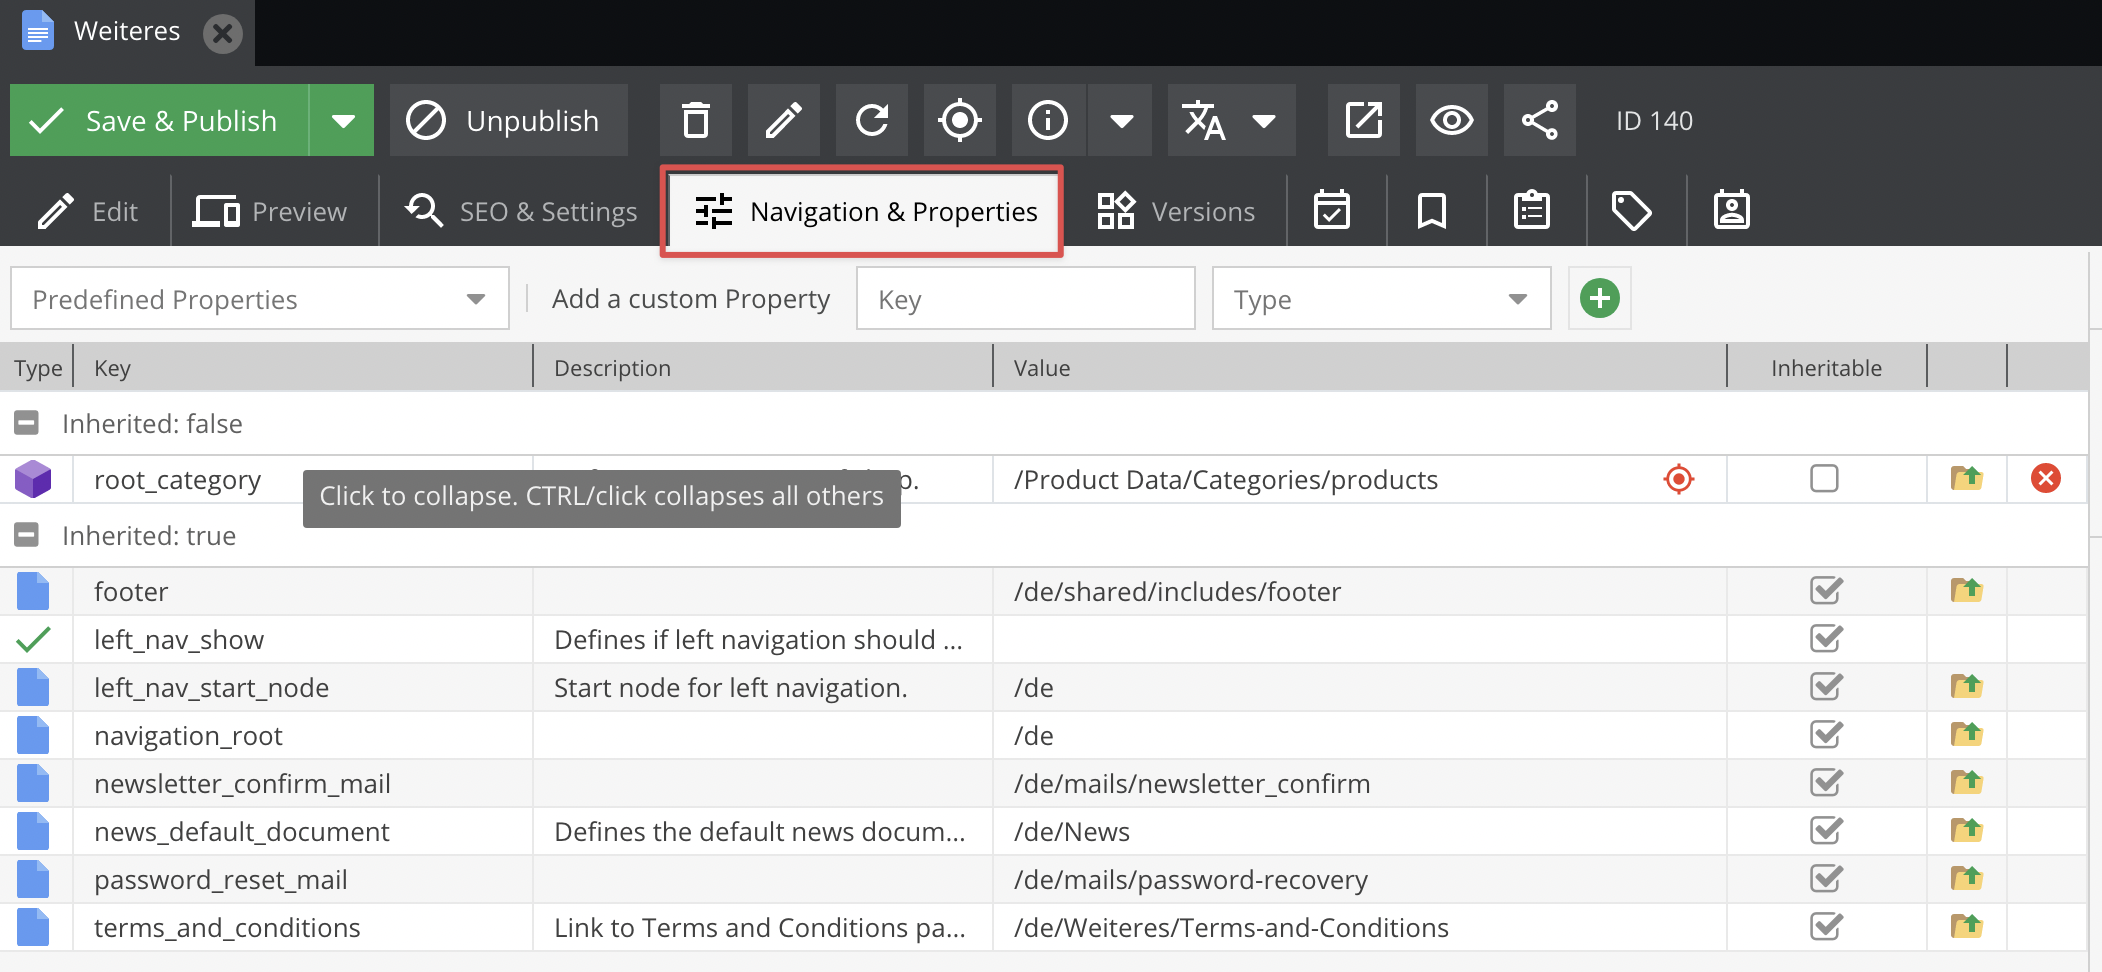 Weiteres
Save & Publish Unpublish ID 140
Edit Preview SEO & Settings Navigation & Properties Versions
Predefined Properties Add a custom Property Key Type
Type Key Description Value Inheritable
Inherited: false
root_category /Product Data/Categories/products
Click to collapse. CTRL/click collapses all others
Inherited: true
footer /de/shared/includes/footer
left_nav_show Defines if left navigation should ...
left_nav_start_node Start node for left navigation. /de
navigation_root /de
newsletter_confirm_mail /de/mails/newsletter_confirm
news_default_document Defines the default news docum... /de/News
password_reset_mail /de/mails/password-recovery
terms_and_conditions Link to Terms and Conditions pa... /de/Weiteres/Terms-and-Conditions